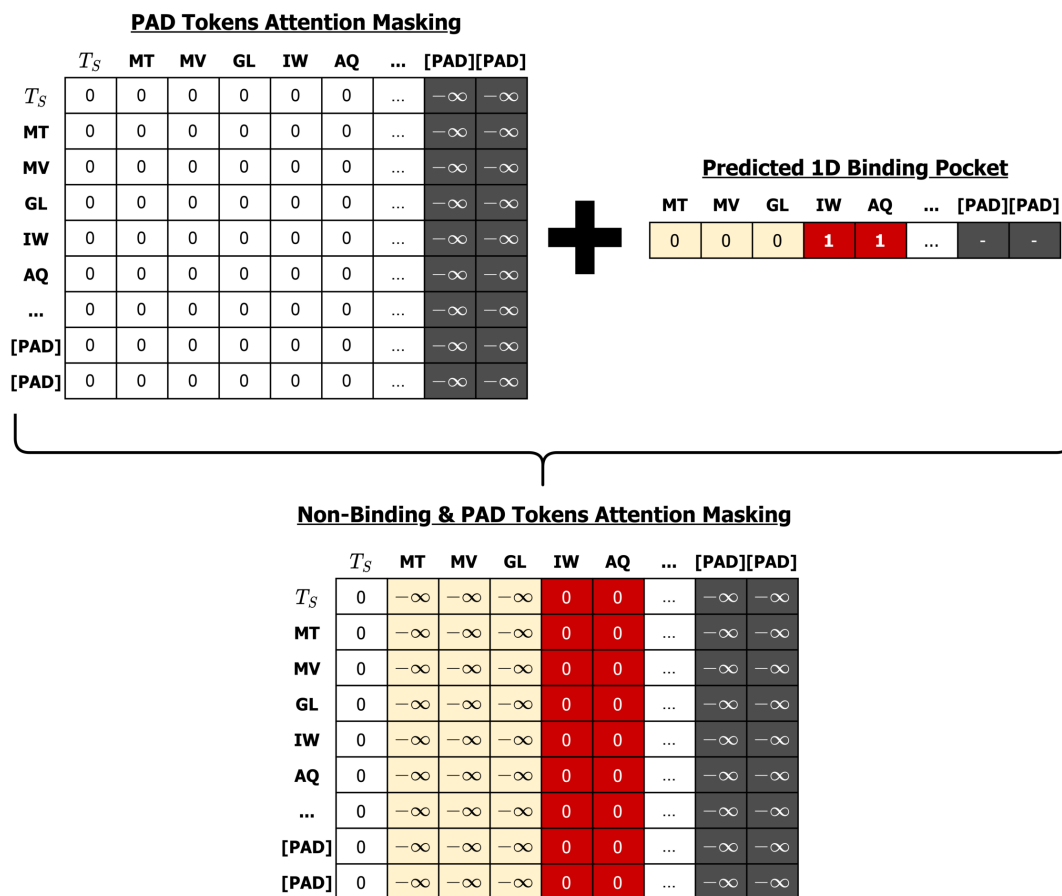 PAD Tokens Attention Masking
T_S MT MV GL IW AQ ... [PAD] [PAD]
T_S 0 0 0 0 0 0 ... −∞ −∞
MT 0 0 0 0 0 0 ... −∞ −∞
MV 0 0 0 0 0 0 ... −∞ −∞
GL 0 0 0 0 0 0 ... −∞ −∞
IW 0 0 0 0 0 0 ... −∞ −∞
AQ 0 0 0 0 0 0 ... −∞ −∞
... 0 0 0 0 0 0 ... −∞ −∞
[PAD] 0 0 0 0 0 0 ... −∞ −∞
[PAD] 0 0 0 0 0 0 ... −∞ −∞
Predicted 1D Binding Pocket
MT MV GL IW AQ ... [PAD] [PAD]
0 0 0 1 1 ... - -
Non-Binding & PAD Tokens Attention Masking
T_S MT MV GL IW AQ ... [PAD] [PAD]
T_S 0 −∞ −∞ −∞ 0 0 ... −∞ −∞
MT 0 −∞ −∞ −∞ 0 0 ... −∞ −∞
MV 0 −∞ −∞ −∞ 0 0 ... −∞ −∞
GL 0 −∞ −∞ −∞ 0 0 ... −∞ −∞
IW 0 −∞ −∞ −∞ 0 0 ... −∞ −∞
AQ 0 −∞ −∞ −∞ 0 0 ... −∞ −∞
... 0 −∞ −∞ −∞ 0 0 ... −∞ −∞
[PAD] 0 −∞ −∞ −∞ 0 0 ... −∞ −∞
[PAD] 0 −∞ −∞ −∞ 0 0 ... −∞ −∞